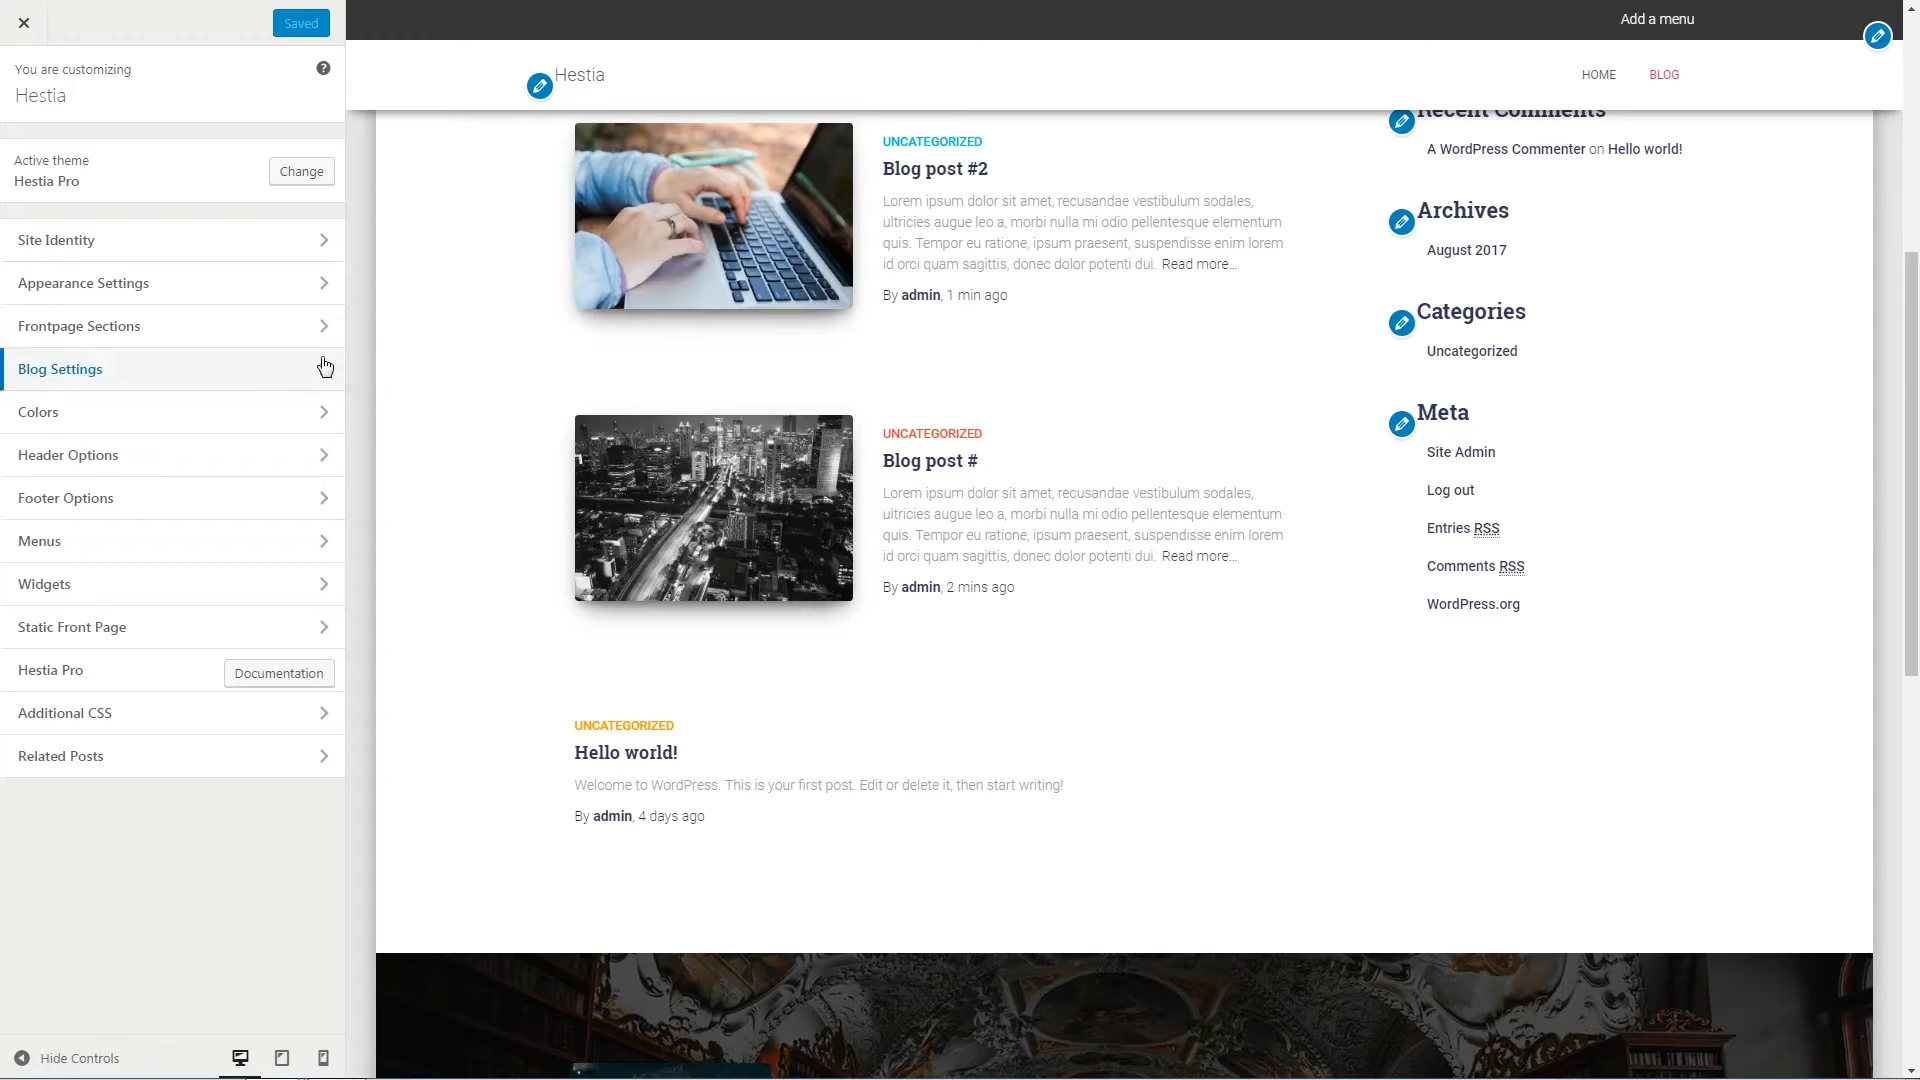 Saved
You are customizing
Hestia
Active theme
Hestia Pro
Change
Site Identity
Appearance Settings
Frontpage Sections
Blog Settings
Colors
Header Options
Footer Options
Menus
Widgets
Static Front Page
Hestia Pro
Documentation
Additional CSS
Related Posts
Hide Controls
Add a menu
Hestia
HOME
BLOG
UNCATEGORIZED
Blog post #2
Lorem ipsum dolor sit amet, recusandae vestibulum sodales,
ultricies augue leo a, morbi nulla mi odio pellentesque elementum
quis. Tempor eu ratione, ipsum praesent, suspendisse enim lorem
id orci quam sagittis, donec dolor potenti dui. Read more…
By admin, 1 min ago
UNCATEGORIZED
Blog post #
Lorem ipsum dolor sit amet, recusandae vestibulum sodales,
ultricies augue leo a, morbi nulla mi odio pellentesque elementum
quis. Tempor eu ratione, ipsum praesent, suspendisse enim lorem
id orci quam sagittis, donec dolor potenti dui. Read more…
By admin, 2 mins ago
UNCATEGORIZED
Hello world!
Welcome to WordPress. This is your first post. Edit or delete it, then start writing!
By admin, 4 days ago
Recent Comments
A WordPress Commenter on Hello world!
Archives
August 2017
Categories
Uncategorized
Meta
Site Admin
Log out
Entries RSS
Comments RSS
WordPress.org